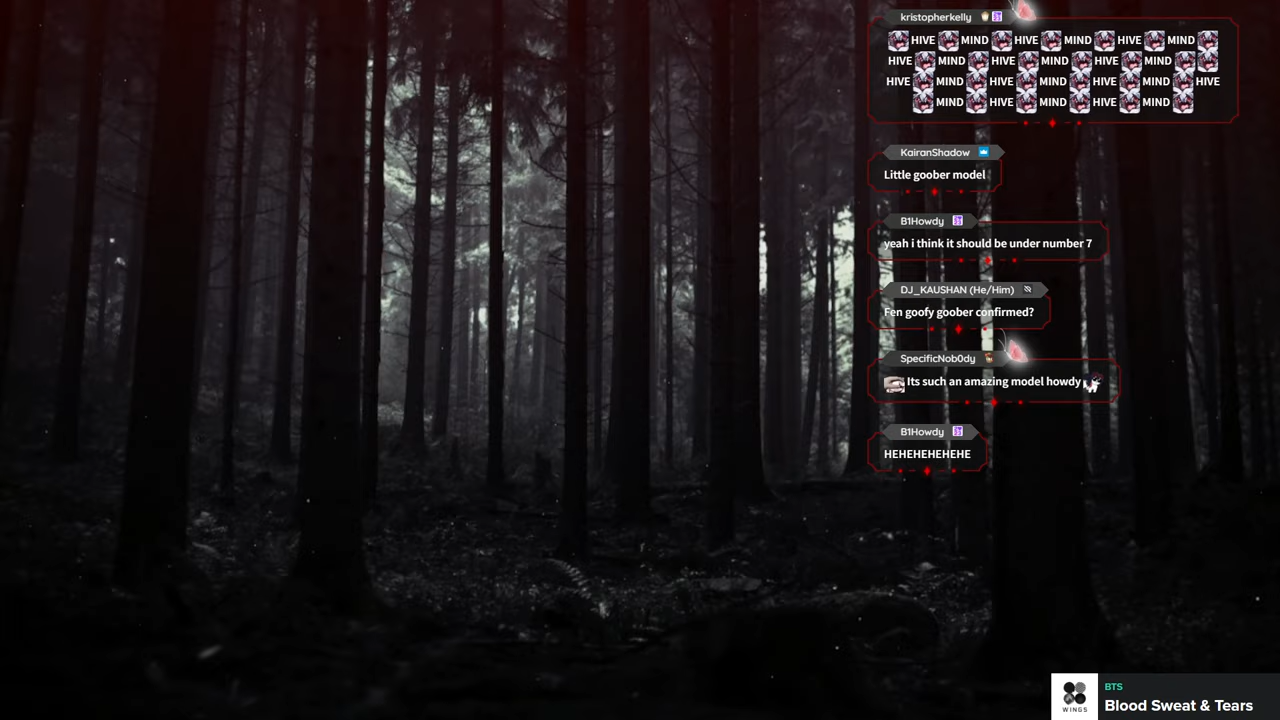 kristopherkelly
HIVE MIND HIVE MIND HIVE MIND
HIVE MIND HIVE MIND HIVE MIND
HIVE MIND HIVE MIND HIVE MIND HIVE
MIND HIVE MIND HIVE MIND
KairanShadow
Little goober model
B1Howdy
yeah i think it should be under number 7
DJ_KAUSHAN (He/Him)
Fen goofy goober confirmed?
SpecificNob0dy
Its such an amazing model howdy
B1Howdy
HEHEHEHEHEHE
BTS
WINGS
Blood Sweat & Tears